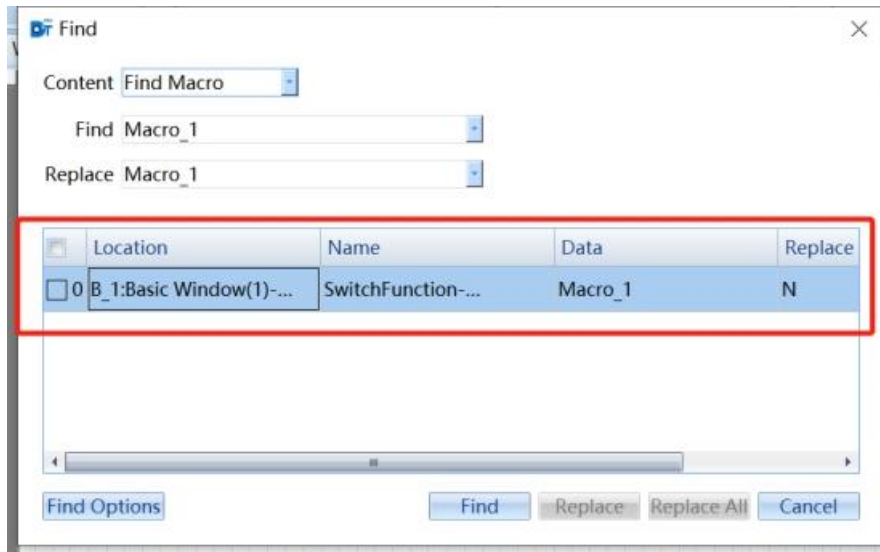 DT Find
Content Find Macro
Find Macro_1
Replace Macro_1
Location Name Data Replace
0 B_1:Basic Window(1)-... SwitchFunction-... Macro_1 N
Find Options Find Replace Replace All Cancel